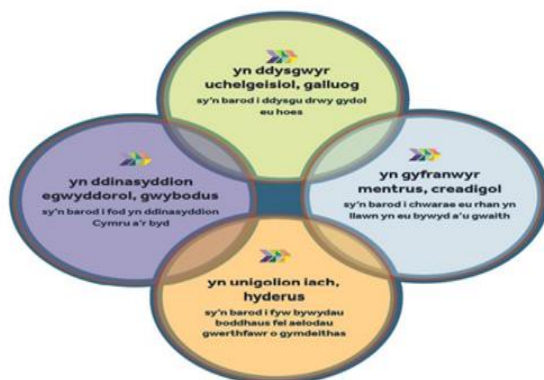 yn ddysgwyr
uchelgeisiol, galluog
sy'n barod i ddysgu drwy gydol
eu hoes
yn ddinasyddion
egwyddorol, gwybodus
sy'n barod i fod yn ddinasyddion
Cymru a'r byd
yn gyfranwyr
mentrus, creadigol
sy'n barod i chwarae eu rhan yn
llawn yn eu bywyd a'u gwaith
yn unigolion iach,
hyderus
sy'n barod i fyw bywydau
boddhaus fel aelodau
gwerthfawr o gymdeithas